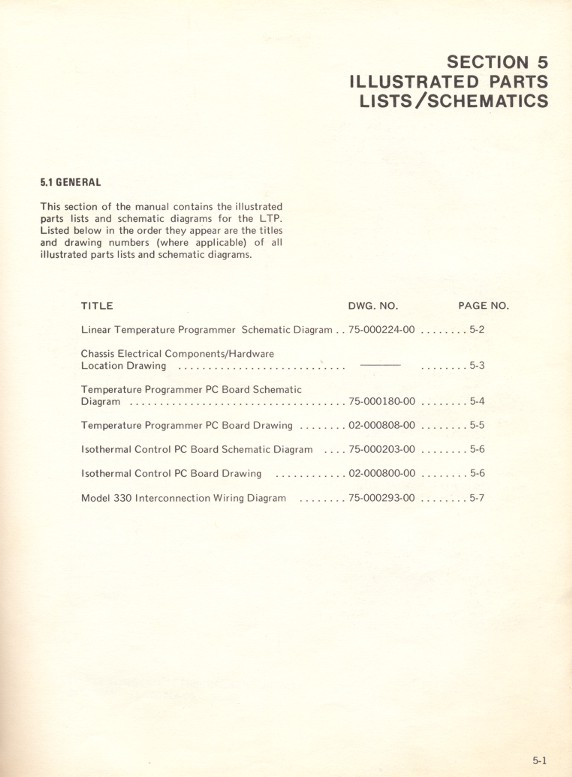 SECTION 5
ILLUSTRATED PARTS
LISTS/SCHEMATICS
5.1 GENERAL
This section of the manual contains the illustrated
parts lists and schematic diagrams for the LTP.
Listed below in the order they appear are the titles
and drawing numbers (where applicable) of all
illustrated parts lists and schematic diagrams.
TITLE DWG. NO. PAGE NO.
Linear Temperature Programmer Schematic Diagram . . 75-000224-00 . . . . . . . . 5-2
Chassis Electrical Components/Hardware
Location Drawing . . . . . . . . . . . . . . . . . . . . . . . . . . ——— . . . . . . . . 5-3
Temperature Programmer PC Board Schematic
Diagram . . . . . . . . . . . . . . . . . . . . . . . . . . . . . . . . . 75-000180-00 . . . . . . . . 5-4
Temperature Programmer PC Board Drawing . . . . . . . . 02-000808-00 . . . . . . . . 5-5
Isothermal Control PC Board Schematic Diagram . . . . 75-000203-00 . . . . . . . . 5-6
Isothermal Control PC Board Drawing . . . . . . . . . . . . 02-000800-00 . . . . . . . . 5-6
Model 330 Interconnection Wiring Diagram . . . . . . . . 75-000293-00 . . . . . . . . 5-7
5-1